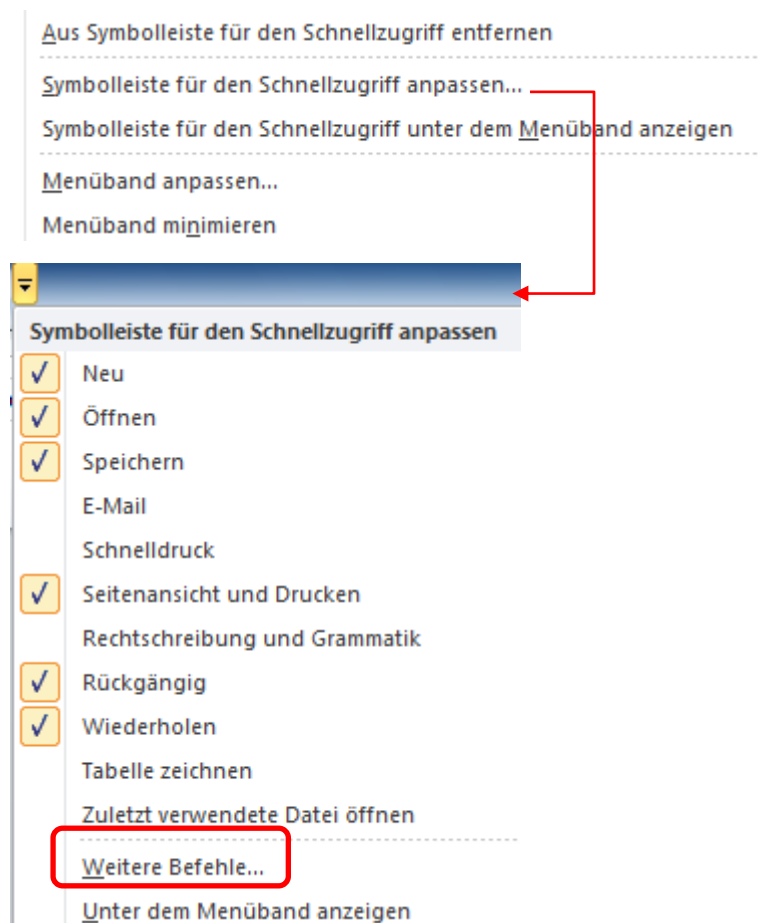 Aus Symbolleiste für den Schnellzugriff entfernen
Symbolleiste für den Schnellzugriff anpassen...
Symbolleiste für den Schnellzugriff unter dem Menüband anzeigen
Menüband anpassen...
Menüband minimieren
Symbolleiste für den Schnellzugriff anpassen
Neu
Öffnen
Speichern
E-Mail
Schnelldruck
Seitenansicht und Drucken
Rechtschreibung und Grammatik
Rückgängig
Wiederholen
Tabelle zeichnen
Zuletzt verwendete Datei öffnen
Weitere Befehle...
Unter dem Menüband anzeigen